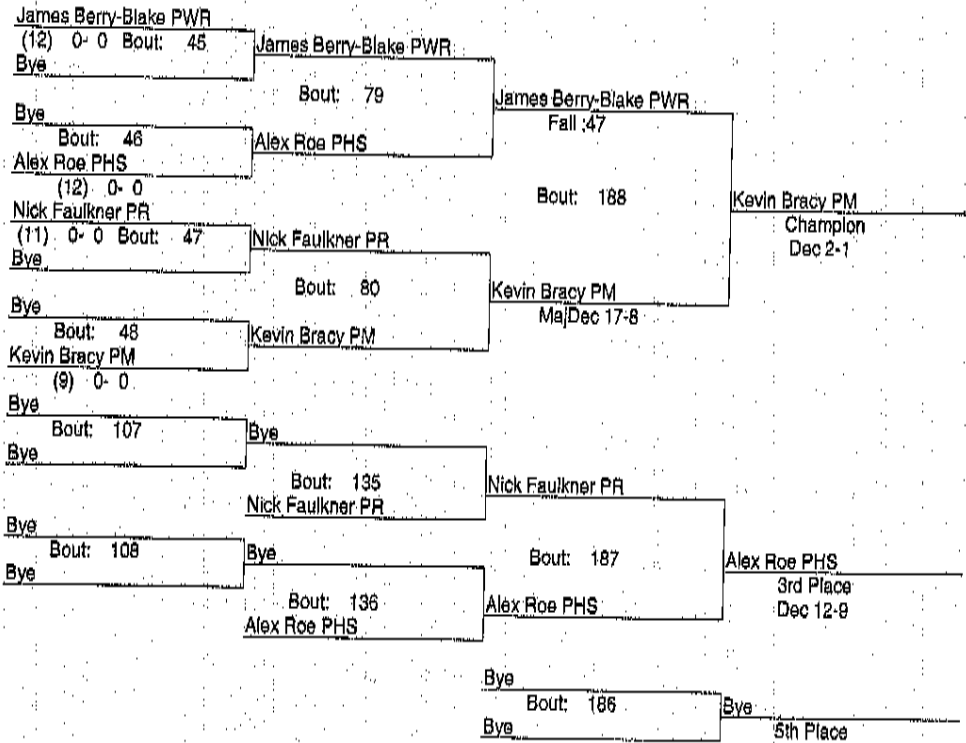 James Berry-Blake PWR
(12) 0- 0 Bout: 45
Bye
James Berry-Blake PWR
Bout: 79
Bye
Bout: 46
Alex Roe PHS
(12) 0- 0
Alex Roe PHS
James Berry-Blake PWR
Fall :47
Bout: 188
Nick Faulkner PR
(11) 0- 0 Bout: 47
Bye
Nick Faulkner PR
Bout: 80
Bye
Bout: 48
Kevin Bracy PM
(9) 0- 0
Kevin Bracy PM
Kevin Bracy PM
MajDec 17-8
Kevin Bracy PM
Champion
Dec 2-1
Bye
Bout: 107
Bye
Bye
Bout: 135
Nick Faulkner PR
Nick Faulkner PR
Bye
Bout: 108
Bye
Bye
Bout: 136
Alex Roe PHS
Alex Roe PHS
Bout: 187
Alex Roe PHS
3rd Place
Dec 12-9
Bye
Bout: 186
Bye
Bye
5th Place